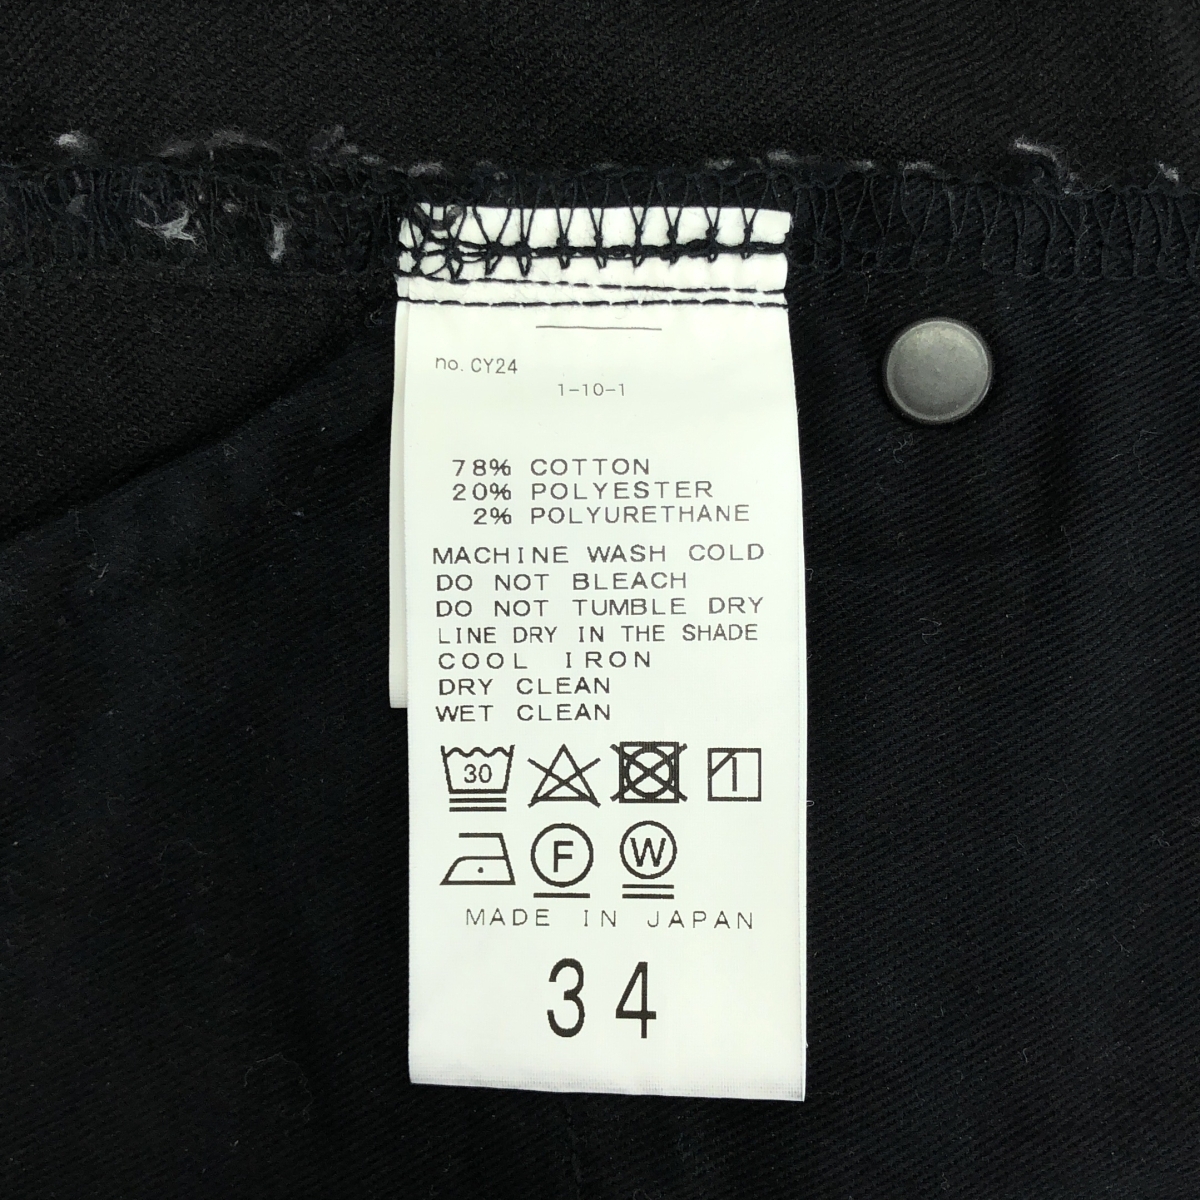 no. CY24
1-10-1
78% COTTON
20% POLYESTER
2% POLYURETHANE
MACHINE WASH COLD
DO NOT BLEACH
DO NOT TUMBLE DRY
LINE DRY IN THE SHADE
COOL IRON
DRY CLEAN
WET CLEAN
30
F W
MADE IN JAPAN
34